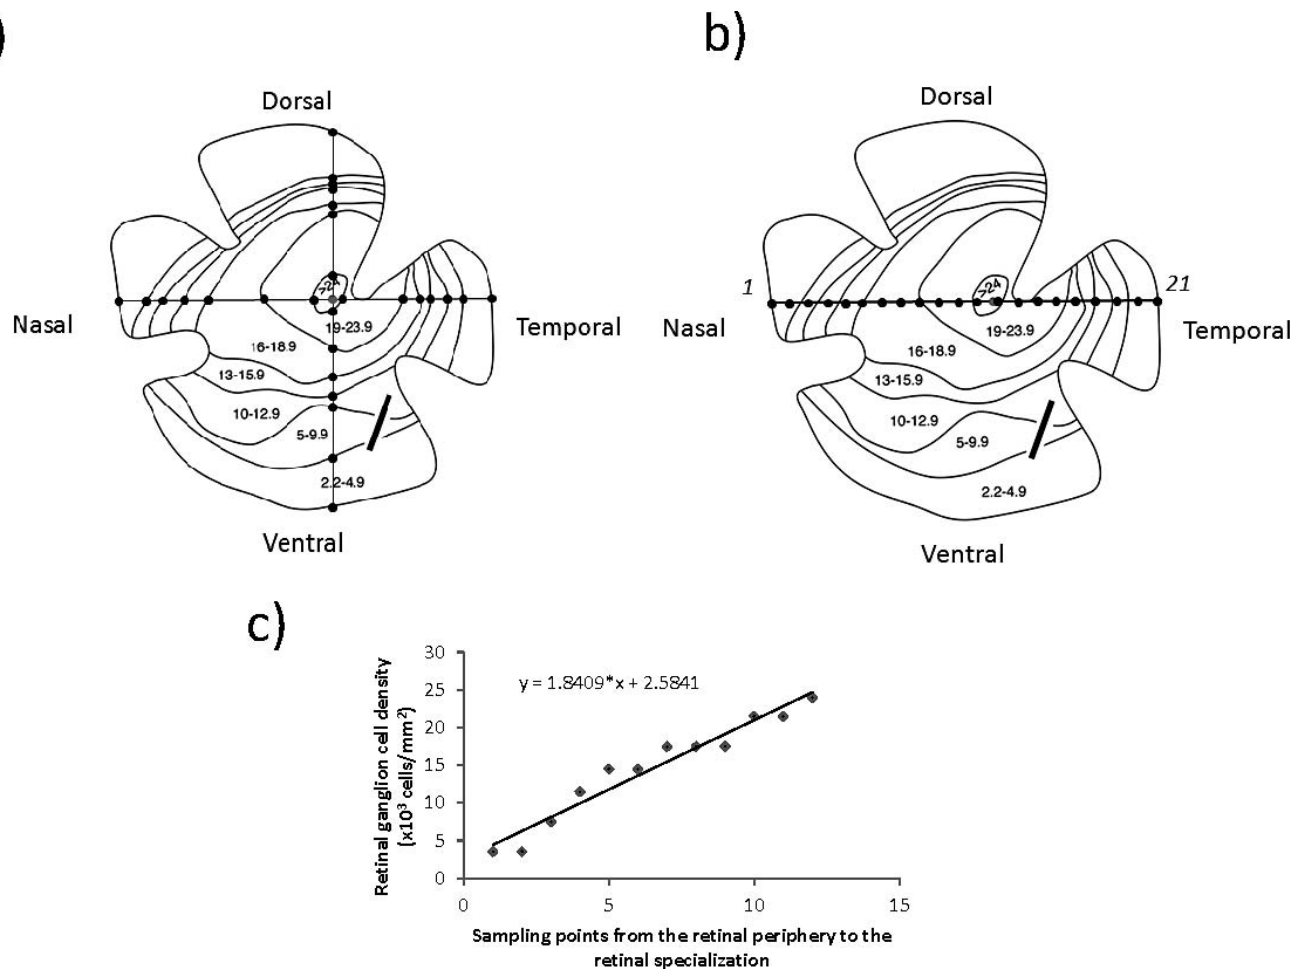 )
b)
Dorsal
Dorsal
>24
>24
1
21
Nasal
Temporal
Nasal
Temporal
19-23.9
19-23.9
16-18.9
16-18.9
13-15.9
13-15.9
10-12.9
10-12.9
5-9.9
5-9.9
2.2-4.9
2.2-4.9
Ventral
Ventral
c)
Retinal ganglion cell density
(x10³ cells/mm²)
30
25
20
15
10
5
0
y = 1.8409*x + 2.5841
0
5
10
15
Sampling points from the retinal periphery to the
retinal specialization